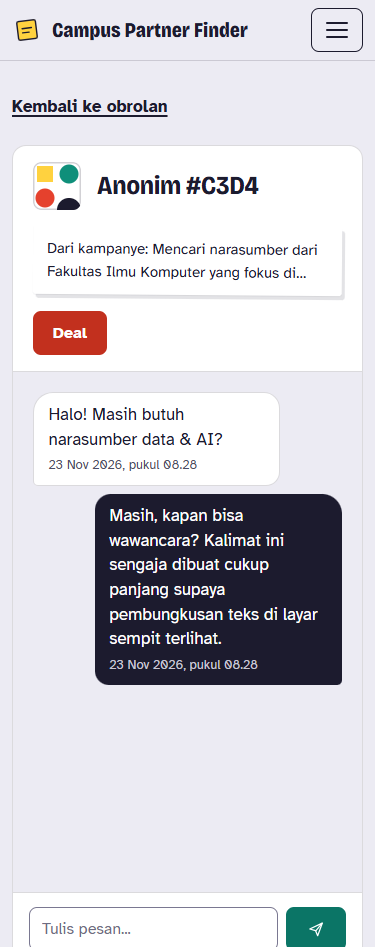 Campus Partner Finder
Kembali ke obrolan
Anonim #C3D4
Dari kampanye: Mencari narasumber dari
Fakultas Ilmu Komputer yang fokus di...
Deal
Halo! Masih butuh
narasumber data & AI?
23 Nov 2026, pukul 08.28
Masih, kapan bisa
wawancara? Kalimat ini
sengaja dibuat cukup
panjang supaya
pembungkusan teks di layar
sempit terlihat.
23 Nov 2026, pukul 08.28
Tulis pesan...